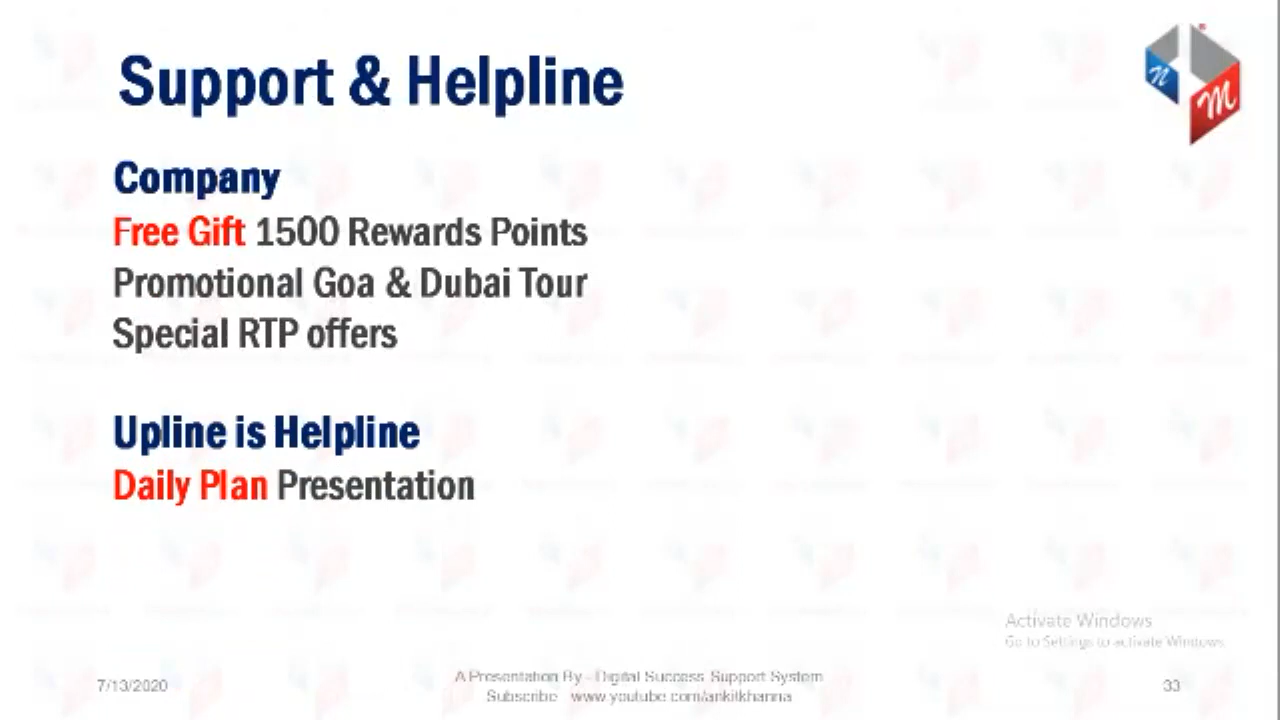 Support & Helpline
Company
Free Gift 1500 Rewards Points
Promotional Goa & Dubai Tour
Special RTP offers
Upline is Helpline
Daily Plan Presentation
Activate Windows
Go to Settings to activate Windows.
7/13/2020
A Presentation By - Digital Success Support System
Subscribe www.youtube.com/ankitkhanna
33
n
m